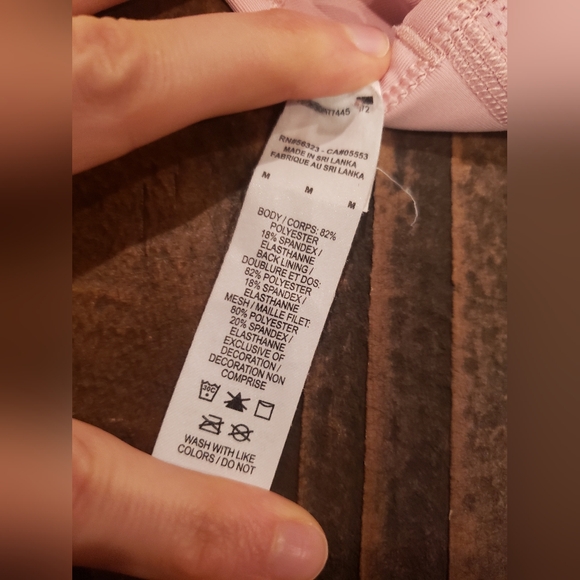 RN#56323 - CA#05553
MADE IN SRI LANKA
FABRIQUE AU SRI LANKA
M M M
BODY / CORPS: 82%
POLYESTER
18% SPANDEX /
ELASTHANNE
BACK LINING /
DOUBLURE ET DOS:
82% POLYESTER
18% SPANDEX /
ELASTHANNE
MESH / MAILLE FILET:
80% POLYESTER
20% SPANDEX /
ELASTHANNE
EXCLUSIVE OF
DECORATION /
DECORATION NON
COMPRISE
30C
WASH WITH LIKE
COLORS / DO NOT